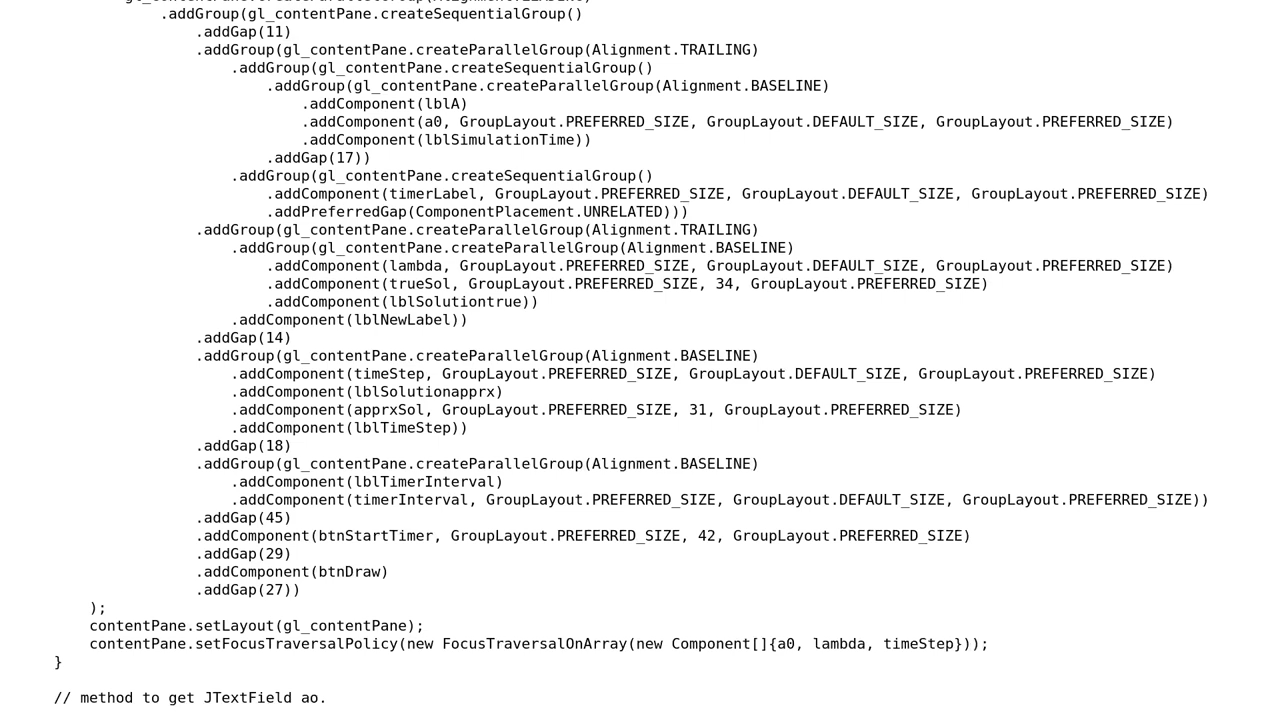 .addGroup(gl_contentPane.createSequentialGroup()
.addGap(11)
.addGroup(gl_contentPane.createParallelGroup(Alignment.TRAILING)
.addGroup(gl_contentPane.createSequentialGroup()
.addGroup(gl_contentPane.createParallelGroup(Alignment.BASELINE)
.addComponent(lblA)
.addComponent(a0, GroupLayout.PREFERRED_SIZE, GroupLayout.DEFAULT_SIZE, GroupLayout.PREFERRED_SIZE)
.addComponent(lblSimulationTime))
.addGap(17))
.addGroup(gl_contentPane.createSequentialGroup()
.addComponent(timerLabel, GroupLayout.PREFERRED_SIZE, GroupLayout.DEFAULT_SIZE, GroupLayout.PREFERRED_SIZE)
.addPreferredGap(ComponentPlacement.UNRELATED)))
.addGroup(gl_contentPane.createParallelGroup(Alignment.TRAILING)
.addGroup(gl_contentPane.createParallelGroup(Alignment.BASELINE)
.addComponent(lambda, GroupLayout.PREFERRED_SIZE, GroupLayout.DEFAULT_SIZE, GroupLayout.PREFERRED_SIZE)
.addComponent(trueSol, GroupLayout.PREFERRED_SIZE, 34, GroupLayout.PREFERRED_SIZE)
.addComponent(lblSolutiontrue))
.addComponent(lblNewLabel))
.addGap(14)
.addGroup(gl_contentPane.createParallelGroup(Alignment.BASELINE)
.addComponent(timeStep, GroupLayout.PREFERRED_SIZE, GroupLayout.DEFAULT_SIZE, GroupLayout.PREFERRED_SIZE)
.addComponent(lblSolutionapprx)
.addComponent(apprxSol, GroupLayout.PREFERRED_SIZE, 31, GroupLayout.PREFERRED_SIZE)
.addComponent(lblTimeStep))
.addGap(18)
.addGroup(gl_contentPane.createParallelGroup(Alignment.BASELINE)
.addComponent(lblTimerInterval)
.addComponent(timerInterval, GroupLayout.PREFERRED_SIZE, GroupLayout.DEFAULT_SIZE, GroupLayout.PREFERRED_SIZE))
.addGap(45)
.addComponent(btnStartTimer, GroupLayout.PREFERRED_SIZE, 42, GroupLayout.PREFERRED_SIZE)
.addGap(29)
.addComponent(btnDraw)
.addGap(27))
);
contentPane.setLayout(gl_contentPane);
contentPane.setFocusTraversalPolicy(new FocusTraversalOnArray(new Component[]{a0, lambda, timeStep}));
}
// method to get JTextField ao.